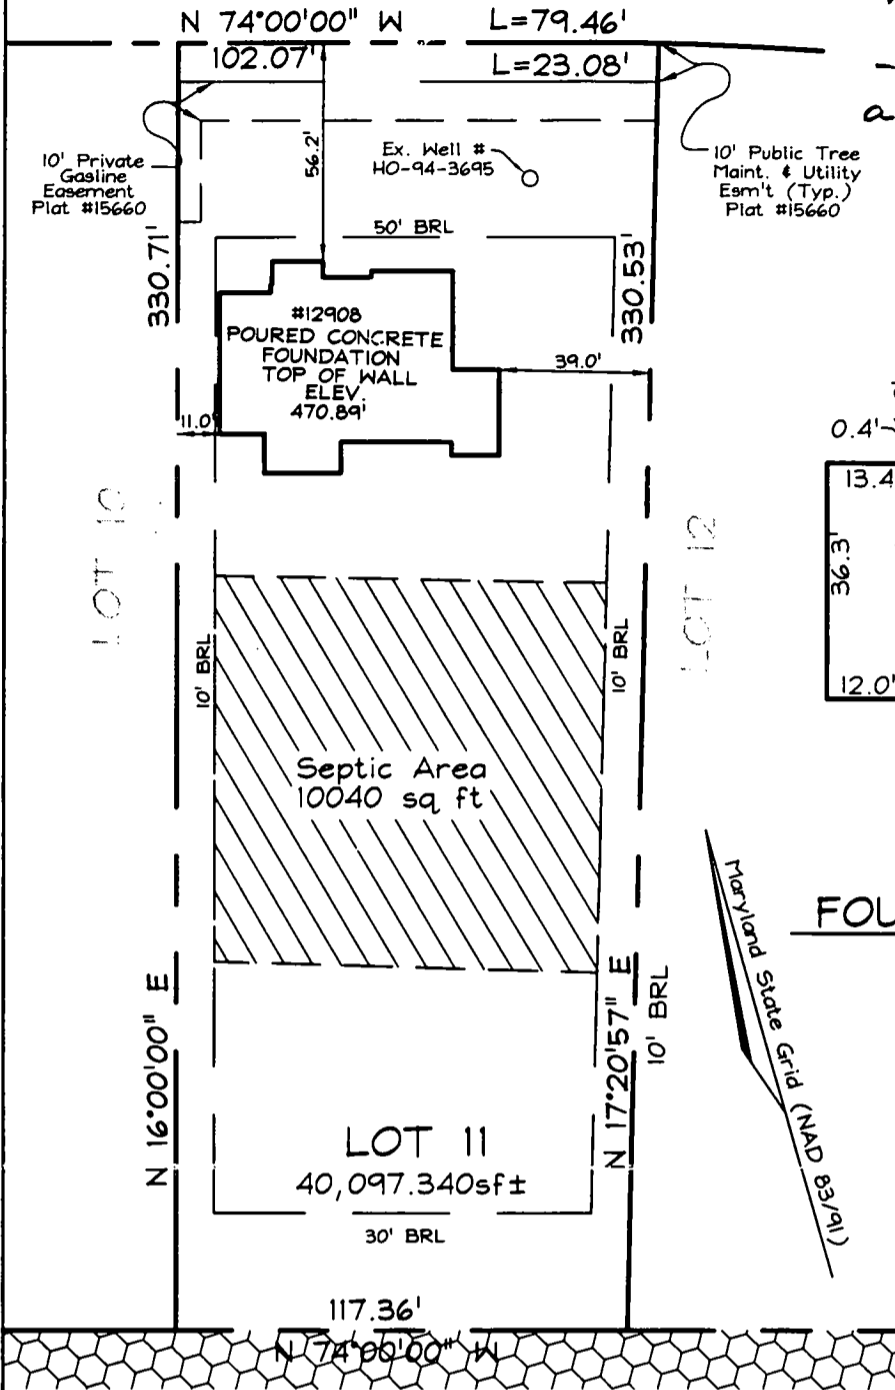 N 74°00'00" W L=79.46'
102.07' L=23.08'
10' Private
Gasline
Easement
Plat #15660
56.2'
Ex. Well #
HO-94-3695
10' Public Tree
Maint. & Utility
Esm't (Typ.)
Plat #15660
330.71'
50' BRL
330.53'
#12908
POURED CONCRETE
FOUNDATION
TOP OF WALL
ELEV.
470.89'
39.0'
11.0'
0.4'
13.4
36.3'
12.0'
LOT 10
LOT 12
10' BRL
10' BRL
Septic Area
10040 sq ft
Maryland State Grid (NAD 83/91)
FOU
N 16°00'00" E
N 17°20'57" E
10' BRL
LOT 11
40,097.340sf±
30' BRL
117.36'
N 74°00'00" W